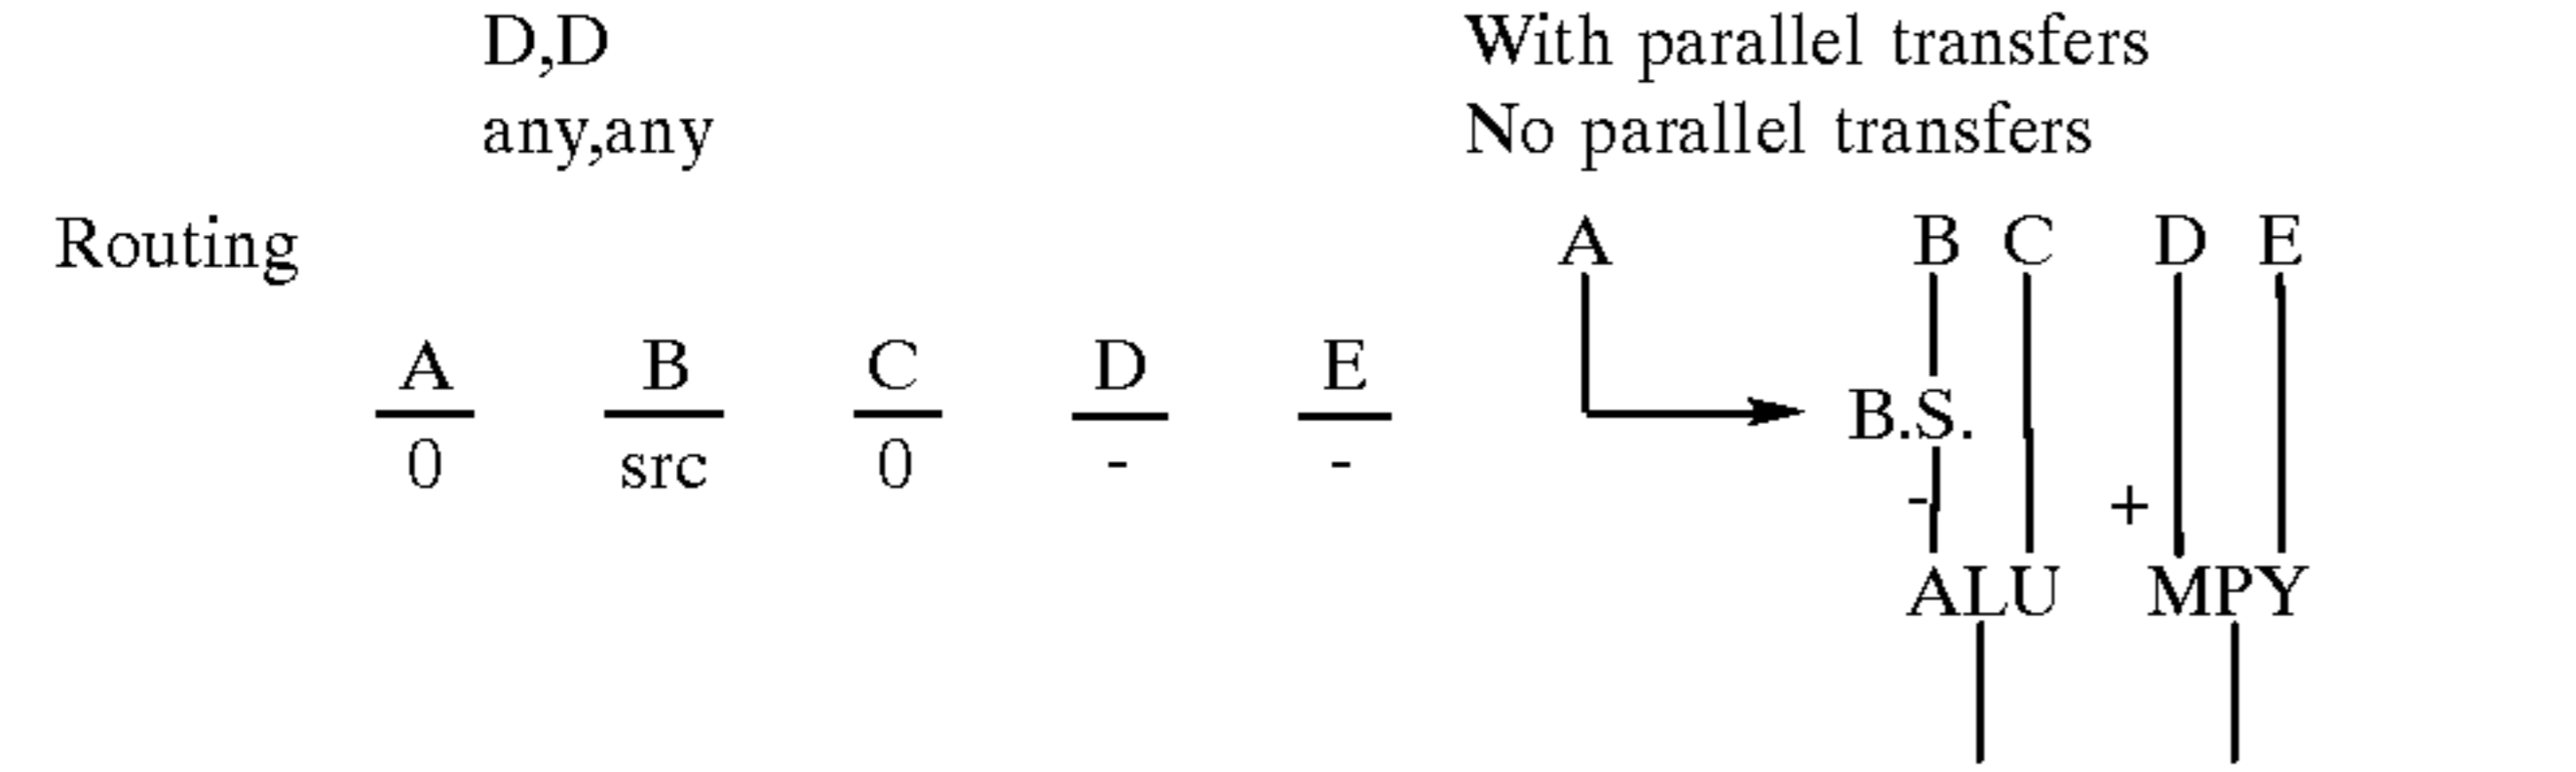 D,D With parallel transfers
any,any No parallel transfers
Routing A B C D E
A B C D E
0 src 0 - -
B.S.
- +
ALU MPY